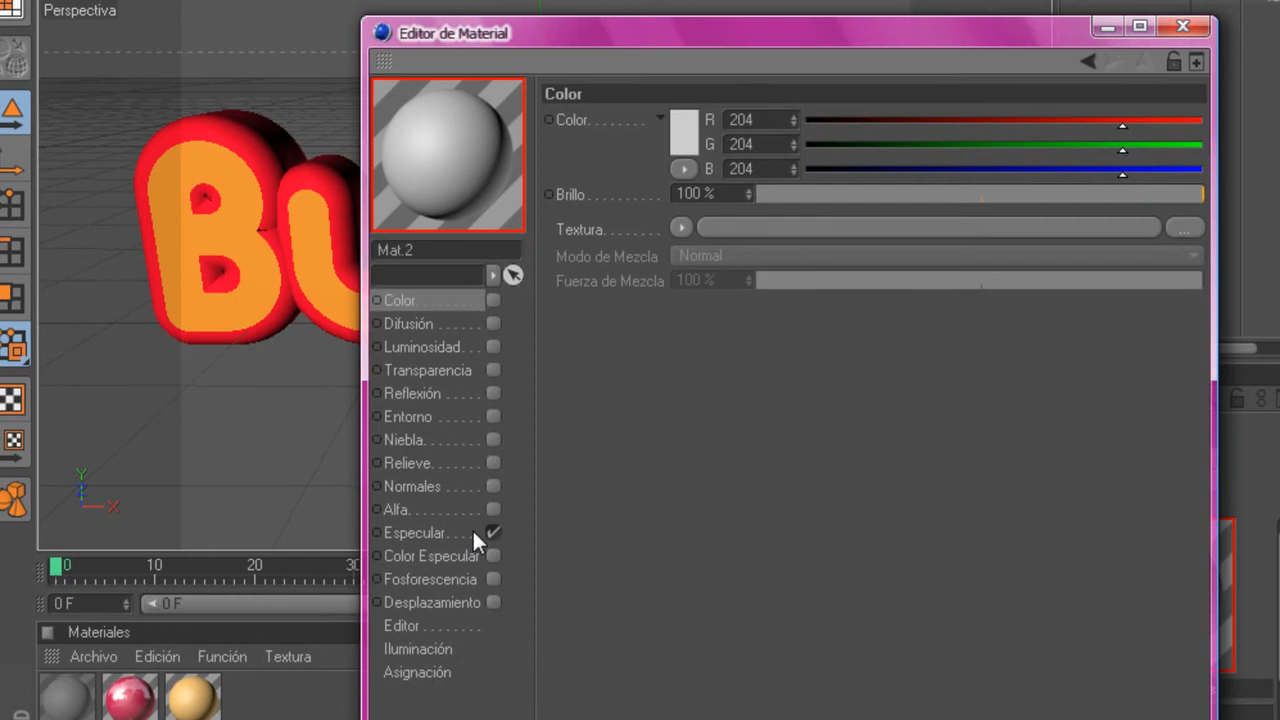 Perspectiva
Editor de Material
Color
Color. . . . . . . .
R 204
G 204
B 204
Brillo. . . . . . . . .
100 %
Textura. . . . . . . .
...
Modo de Mezcla
Normal
Fuerza de Mezcla
100 %
Mat.2
Color
Difusión . . . . . .
Luminosidad. . .
Transparencia
Reflexión . . . . .
Entorno . . . . . .
Niebla. . . . . . .
Relieve. . . . . . .
Normales . . . . .
Alfa. . . . . . . . .
Especular. . . .
Color Especular
Fosforescencia
Desplazamiento
Editor . . . . . . . .
Iluminación
Asignación
Bu
Y
Z
X
0 10 20 30
0 F
0 F
Materiales
Archivo Edición Función Textura